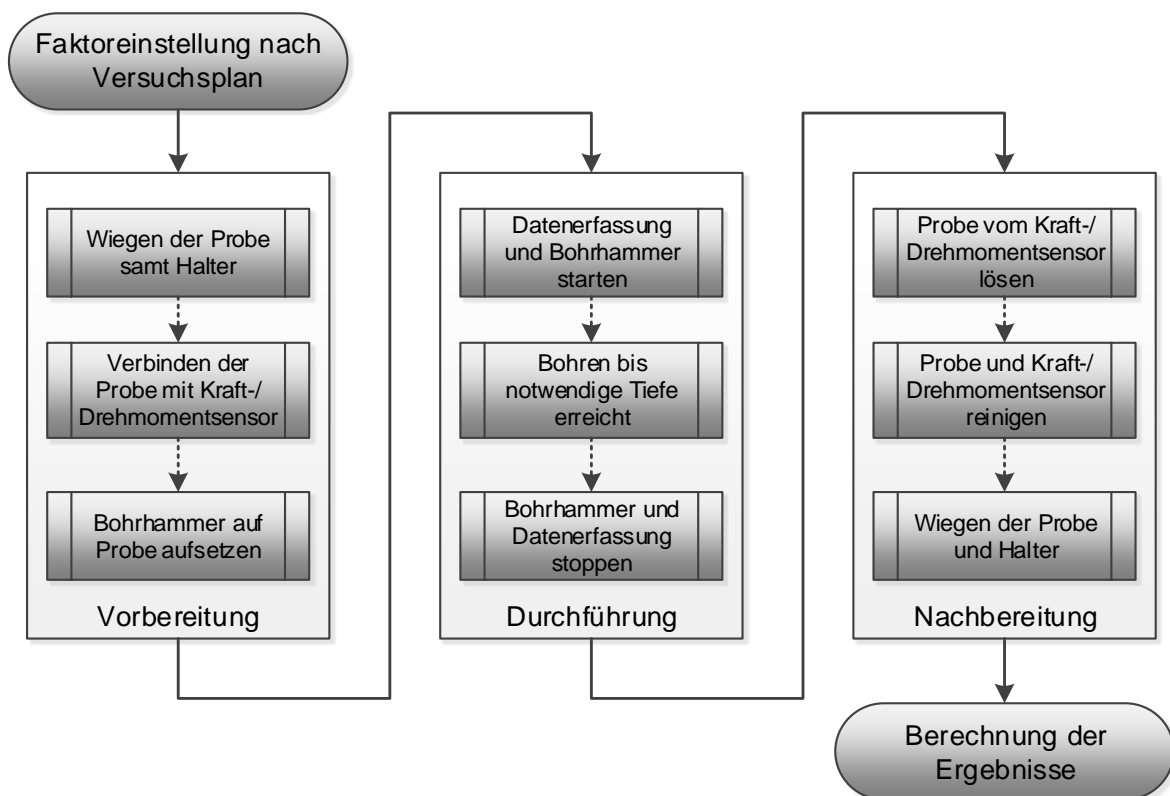 Faktoreinstellung nach
Versuchsplan
Wiegen der Probe
samt Halter
Verbinden der
Probe mit Kraft-/
Drehmomentsensor
Bohrhammer auf
Probe aufsetzen
Vorbereitung
Datenerfassung
und Bohrhammer
starten
Bohren bis
notwendige Tiefe
erreicht
Bohrhammer und
Datenerfassung
stoppen
Durchführung
Probe vom Kraft-/
Drehmomentsensor
lösen
Probe und Kraft-/
Drehmomentsensor
reinigen
Wiegen der Probe
und Halter
Nachbereitung
Berechnung der
Ergebnisse